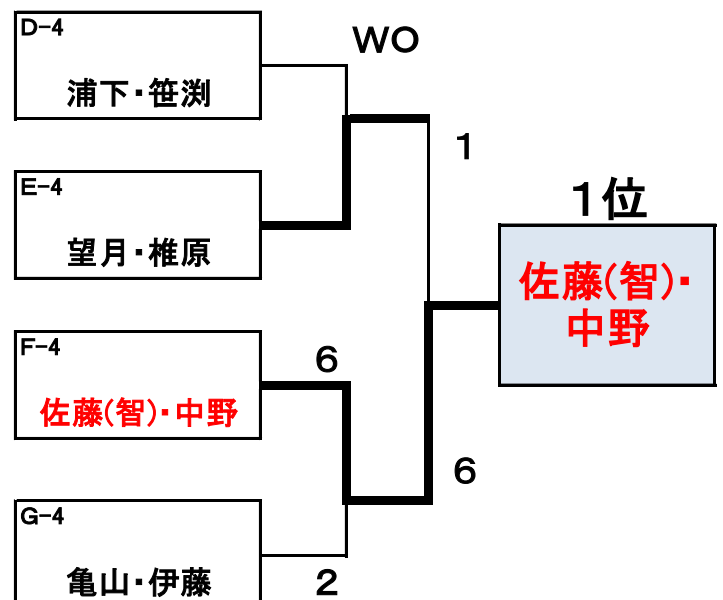 D-4
浦下・笹渕
WO
E-4
望月・椎原
1
1位
佐藤(智)・
中野
F-4
佐藤(智)・中野
6
6
G-4
亀山・伊藤
2